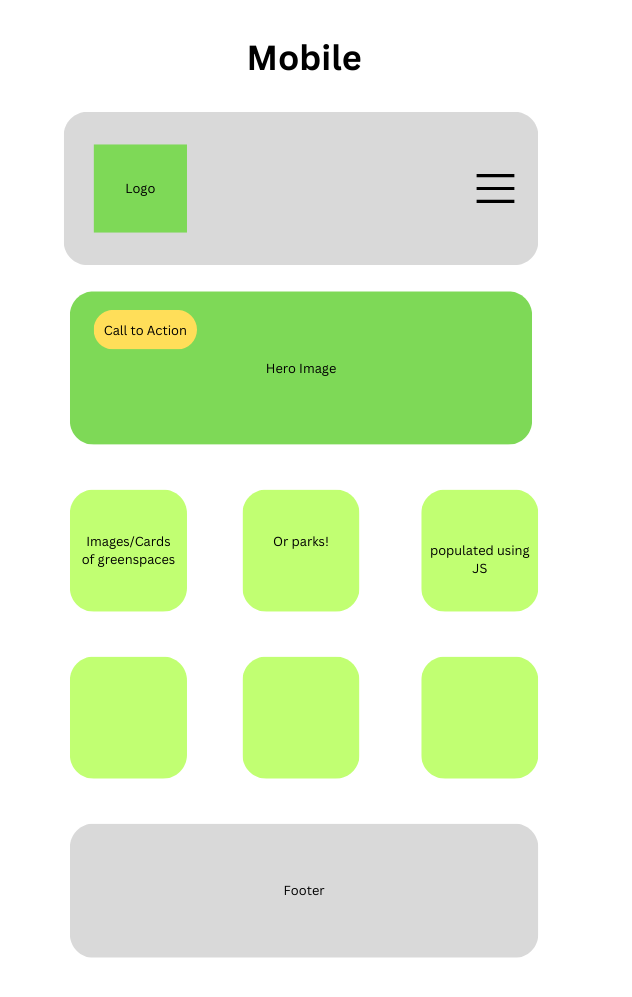 Mobile
Logo
Call to Action
Hero Image
Images/Cards
of greenspaces
Or parks!
populated using
JS
Footer